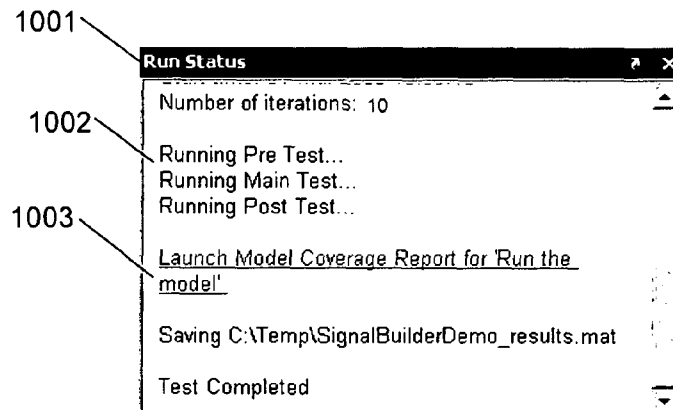 1001
Run Status
Number of iterations: 10
1002
Running Pre Test...
Running Main Test...
Running Post Test...
1003
Launch Model Coverage Report for 'Run the
model'
Saving C:\Temp\SignalBuilderDemo_results.mat
Test Completed